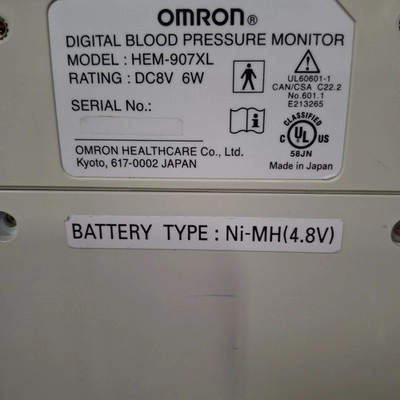 OMRON®
DIGITAL BLOOD PRESSURE MONITOR
MODEL : HEM-907XL
RATING : DC8V 6W
SERIAL No.:
UL60601-1
CAN/CSA C22.2
No.601.1
E213265
CLASSIFIED
C UL US
®
58JN
OMRON HEALTHCARE Co., Ltd.
Kyoto, 617-0002 JAPAN
Made in Japan
BATTERY TYPE : Ni-MH(4.8V)